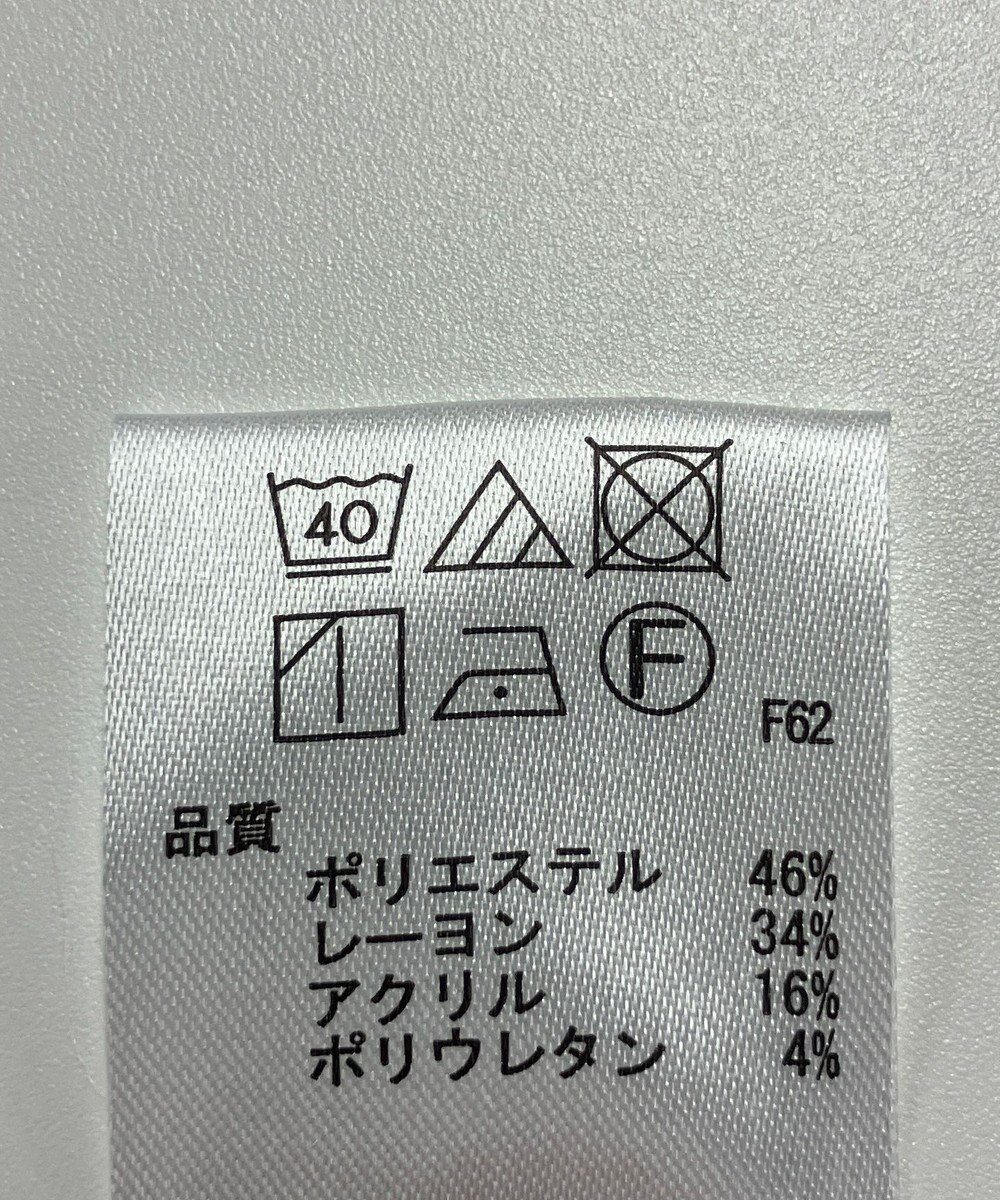 40
F
F62
品質
ポリエステル 46%
レーヨン 34%
アクリル 16%
ポリウレタン 4%